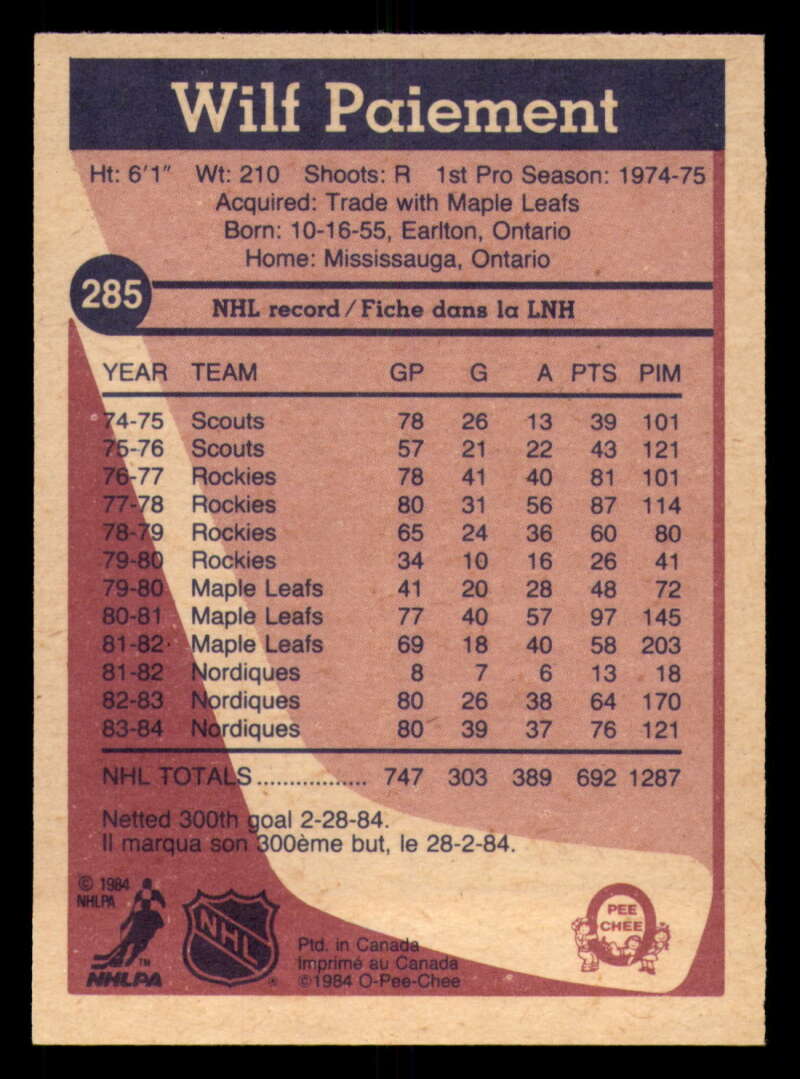 Wilf Paiement
Ht: 6'1" Wt: 210 Shoots: R 1st Pro Season: 1974-75
Acquired: Trade with Maple Leafs
Born: 10-16-55, Earlton, Ontario
Home: Mississauga, Ontario
285
NHL record/Fiche dans la LNH
YEAR TEAM GP G A PTS PIM
74-75 Scouts 78 26 13 39 101
75-76 Scouts 57 21 22 43 121
76-77 Rockies 78 41 40 81 101
77-78 Rockies 80 31 56 87 114
78-79 Rockies 65 24 36 60 80
79-80 Rockies 34 10 16 26 41
79-80 Maple Leafs 41 20 28 48 72
80-81 Maple Leafs 77 40 57 97 145
81-82 Maple Leafs 69 18 40 58 203
81-82 Nordiques 8 7 6 13 18
82-83 Nordiques 80 26 38 64 170
83-84 Nordiques 80 39 37 76 121
NHL TOTALS................. 747 303 389 692 1287
Netted 300th goal 2-28-84.
Il marqua son 300ème but, le 28-2-84.
© 1984
NHLPA
TM
NHLPA
NHL
®
Ptd. in Canada
Imprimé au Canada
©1984 O-Pee-Chee
PEE
CHEE